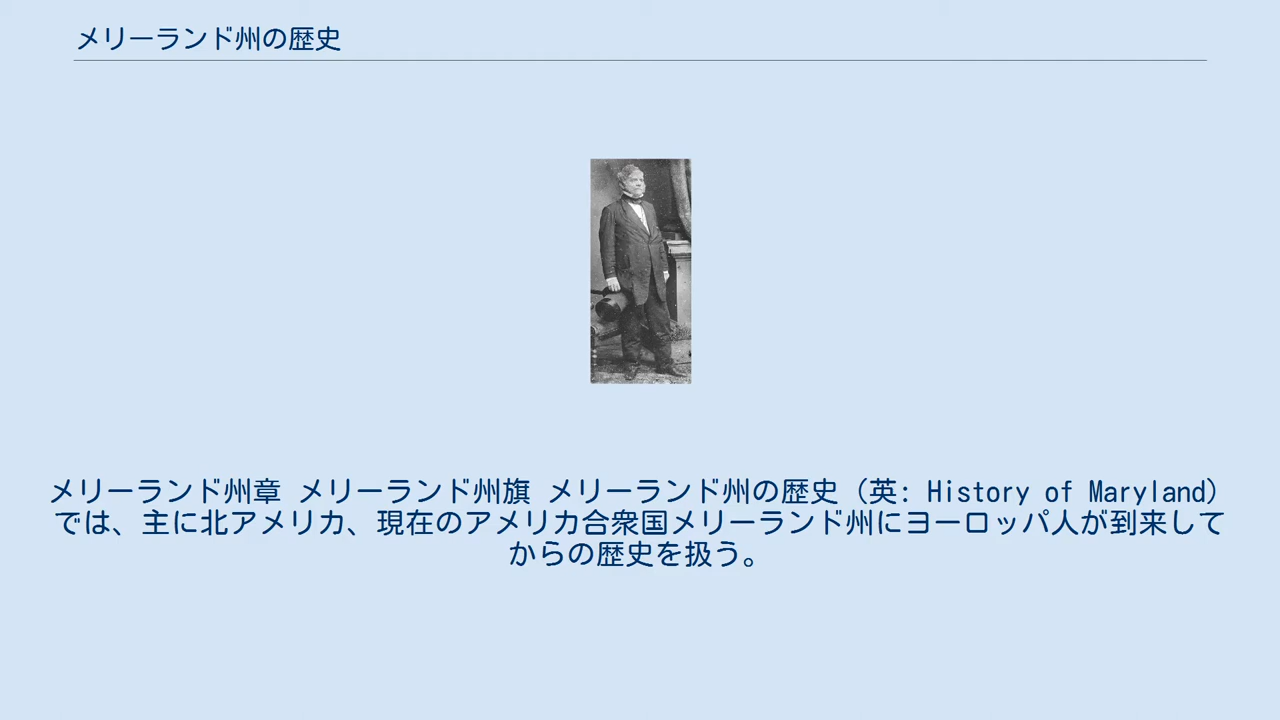 メリーランド州の歴史
メリーランド州章 メリーランド州旗 メリーランド州の歴史（英: History of Maryland）
では、主に北アメリカ、現在のアメリカ合衆国メリーランド州にヨーロッパ人が到来して
からの歴史を扱う。